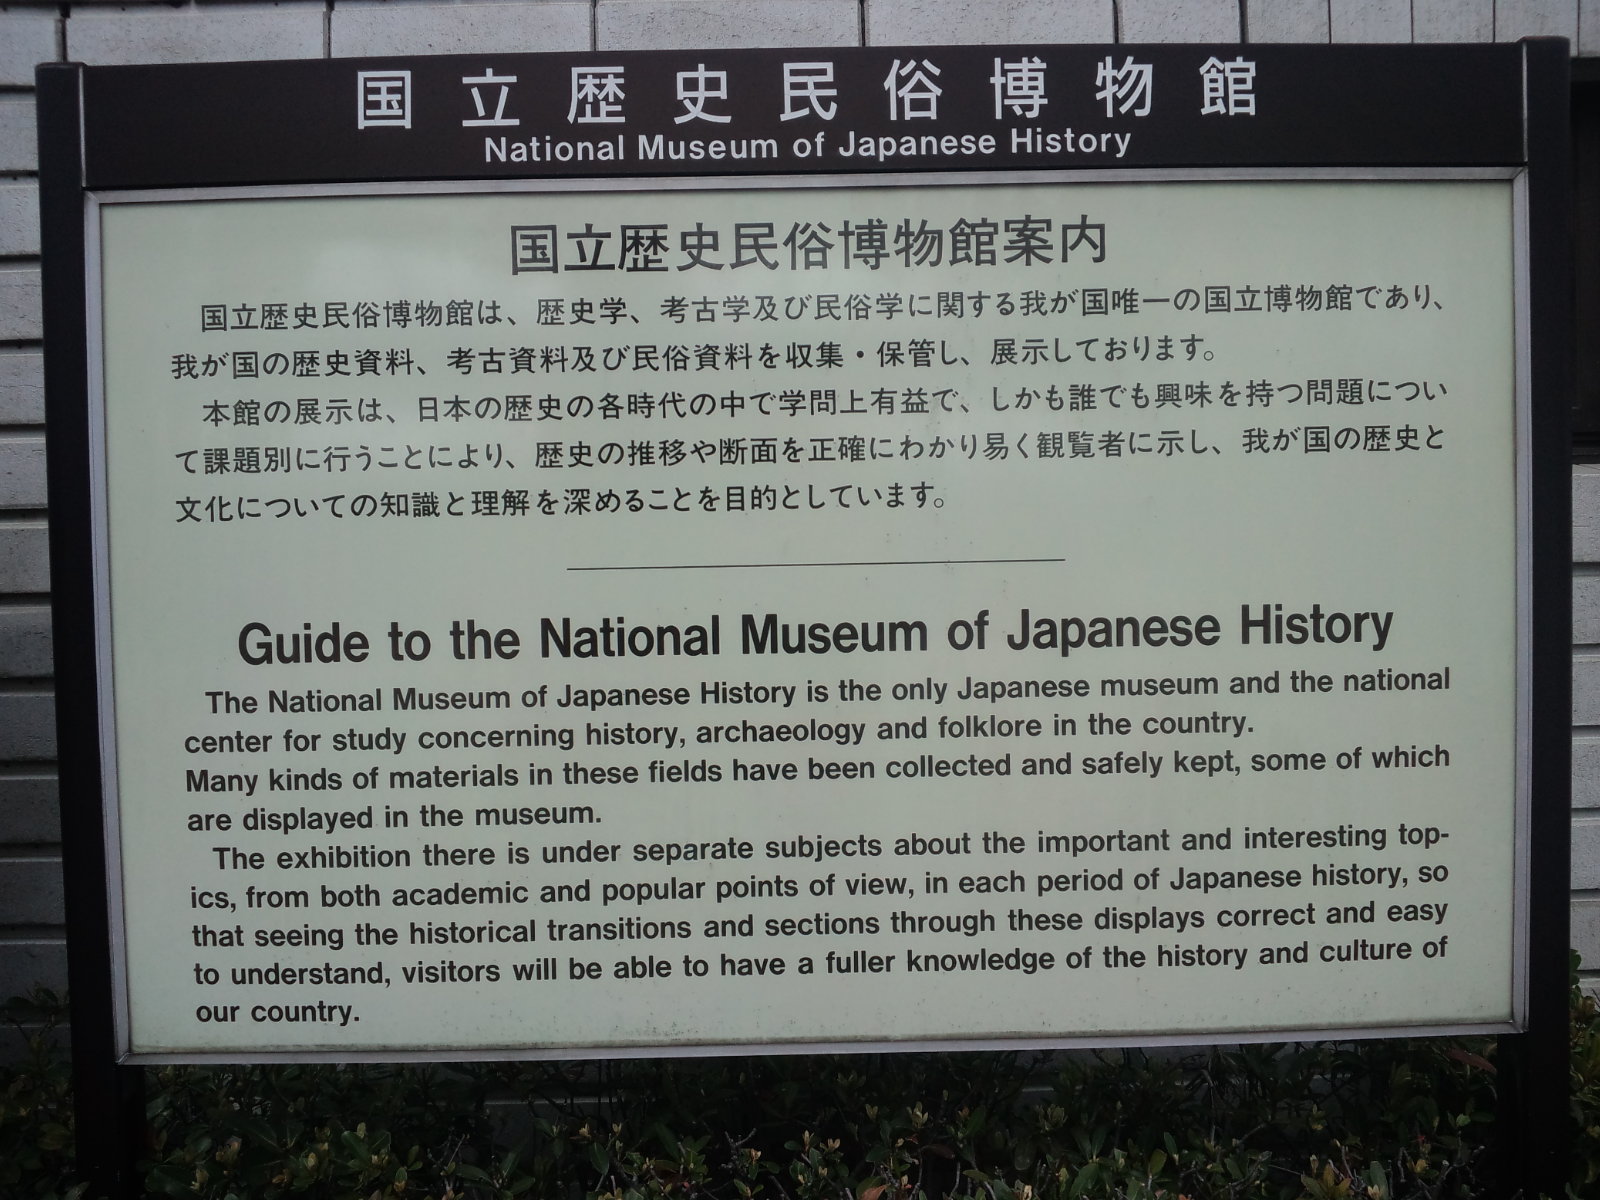 国立歴史民俗博物館
National Museum of Japanese History
国立歴史民俗博物館案内
国立歴史民俗博物館は、歴史学、考古学及び民俗学に関する我が国唯一の国立博物館であり、
我が国の歴史資料、考古資料及び民俗資料を収集・保管し、展示しております。
本館の展示は、日本の歴史の各時代の中で学問上有益で、しかも誰でも興味を持つ問題につい
て課題別に行うことにより、歴史の推移や断面を正確にわかり易く観覧者に示し、我が国の歴史と
文化についての知識と理解を深めることを目的としています。
Guide to the National Museum of Japanese History
The National Museum of Japanese History is the only Japanese museum and the national
center for study concerning history, archaeology and folklore in the country.
Many kinds of materials in these fields have been collected and safely kept, some of which
are displayed in the museum.
The exhibition there is under separate subjects about the important and interesting top-
ics, from both academic and popular points of view, in each period of Japanese history, so
that seeing the historical transitions and sections through these displays correct and easy
to understand, visitors will be able to have a fuller knowledge of the history and culture of
our country.